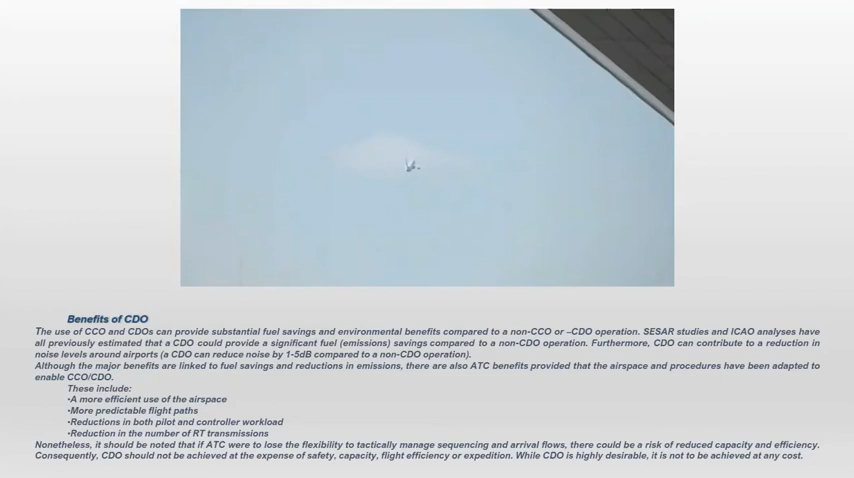 Benefits of CDO
The use of CCO and CDOs can provide substantial fuel savings and environmental benefits compared to a non-CCO or –CDO operation. SESAR studies and ICAO analyses have
all previously estimated that a CDO could provide a significant fuel (emissions) savings compared to a non-CDO operation. Furthermore, CDO can contribute to a reduction in
noise levels around airports (a CDO can reduce noise by 1-5dB compared to a non-CDO operation).
Although the major benefits are linked to fuel savings and reductions in emissions, there are also ATC benefits provided that the airspace and procedures have been adapted to
enable CCO/CDO.
These include:
•A more efficient use of the airspace
•More predictable flight paths
•Reductions in both pilot and controller workload
•Reduction in the number of RT transmissions
Nonetheless, it should be noted that if ATC were to lose the flexibility to tactically manage sequencing and arrival flows, there could be a risk of reduced capacity and efficiency.
Consequently, CDO should not be achieved at the expense of safety, capacity, flight efficiency or expedition. While CDO is highly desirable, it is not to be achieved at any cost.